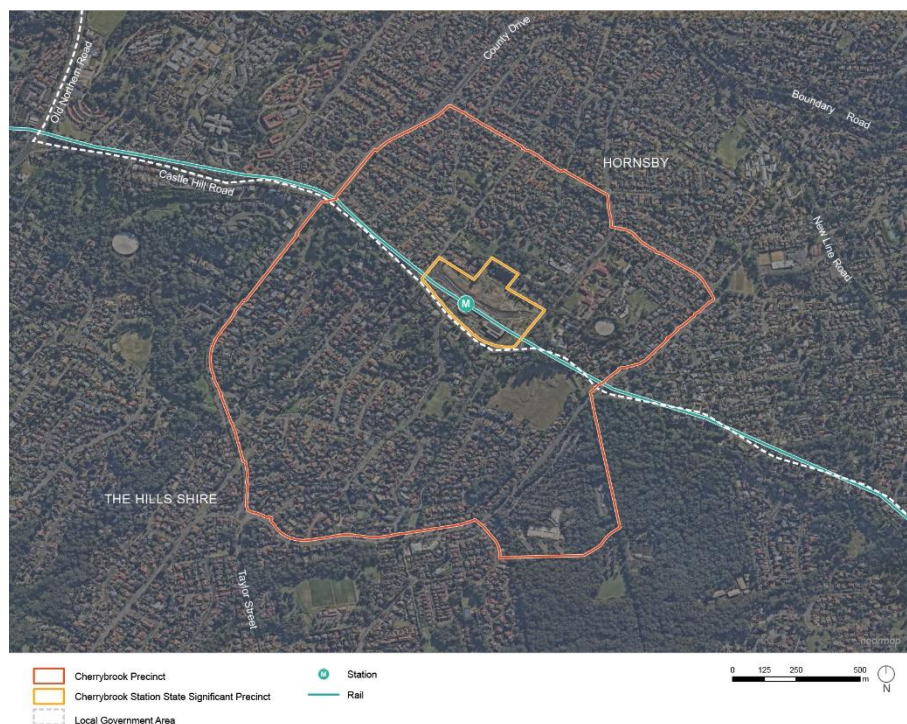 County Drive
Old Northern Road
Boundary Road
HORNSBY
Castle Hill Road
New Line Road
M
THE HILLS SHIRE
Taylor Street
nearmap
Cherrybrook Precinct
Cherrybrook Station State Significant Precinct
Local Government Area
M
Station
Rail
0 125 250 500
m
N